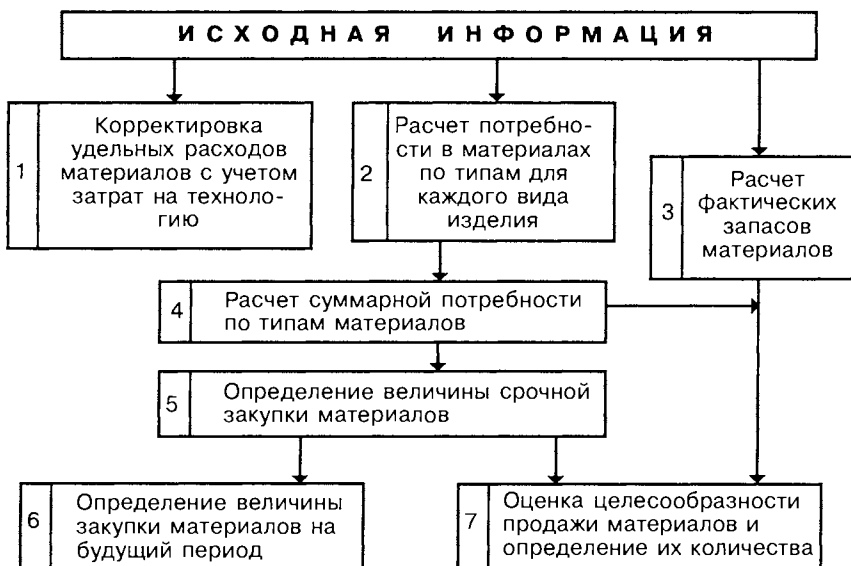 ИСХОДНАЯ ИНФОРМАЦИЯ
1
Корректировка
удельных расходов
материалов с учетом
затрат на техноло-
гию
2
Расчет потребно-
сти в материалах
по типам для
каждого вида
изделия
3
Расчет
фактических
запасов
материалов
4
Расчет суммарной потребности
по типам материалов
5
Определение величины срочной
закупки материалов
6
Определение величины
закупки материалов на
будущий период
7
Оценка целесообразности
продажи материалов и
определение их количества